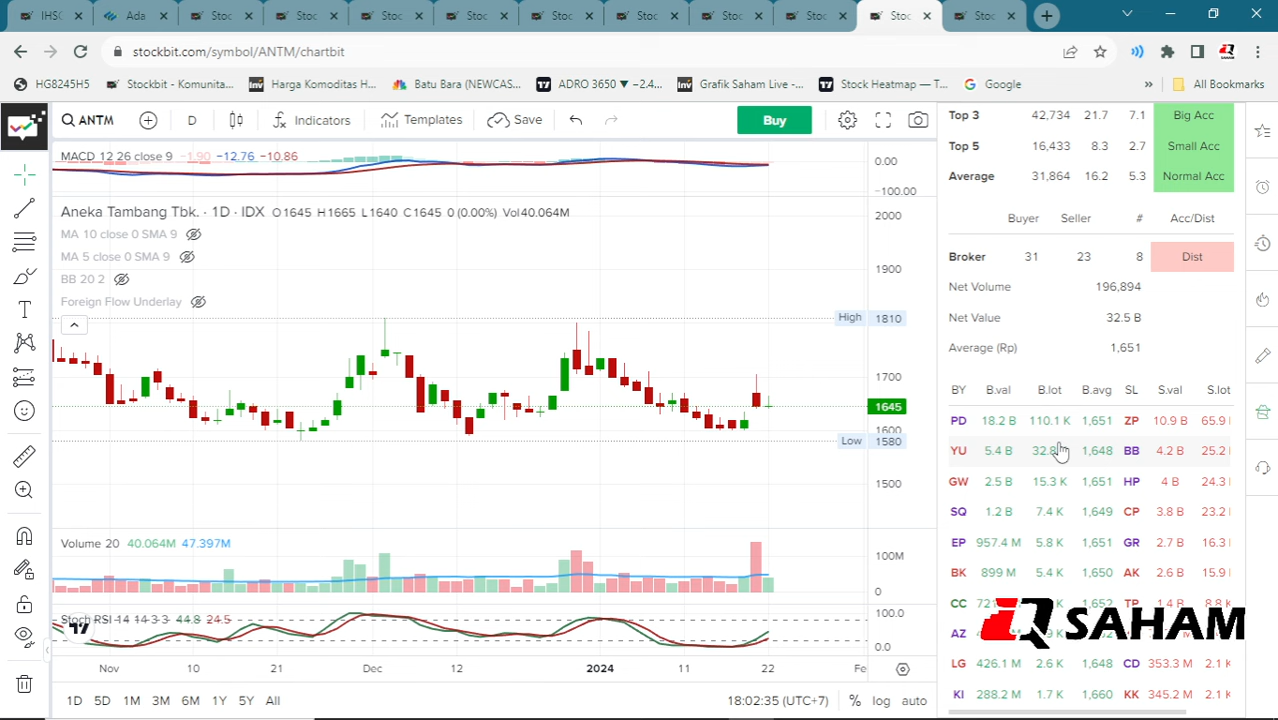 IHSG
Ada
Stoc
Stoc
Stoc
Stoc
Stoc
Stoc
Stoc
Stoc
Stoc
Stoc
stockbit.com/symbol/ANTM/chartbit
HG8245H5
Stockbit - Komunita...
Harga Komoditas H...
Batu Bara (NEWCAS...
ADRO 3650 ▼ −2.4...
Grafik Saham Live -...
Stock Heatmap — T...
Google
»
All Bookmarks
ANTM
D
Indicators
Templates
Save
Buy
MACD 12 26 close 9 −1.90 −12.76 −10.86
0.00
−100.00
Aneka Tambang Tbk. · 1D · IDX O1645 H1665 L1640 C1645 0 (0.00%) Vol40.064M
MA 10 close 0 SMA 9
MA 5 close 0 SMA 9
BB 20 2
Foreign Flow Underlay
2000
1900
High 1810
1700
1645
1600
Low 1580
1500
Volume 20 40.064M 47.397M
100M
0
Stoch RSI 14 14 3 3 44.8 24.5
100.0
0.0
Nov 10 21 Dec 12 2024 11 22 Fe
1D 5D 1M 3M 6M 1Y 5Y All
18:02:35 (UTC+7) % log auto
Top 3 42,734 21.7 7.1 Big Acc
Top 5 16,433 8.3 2.7 Small Acc
Average 31,864 16.2 5.3 Normal Acc
Buyer Seller # Acc/Dist
Broker 31 23 8 Dist
Net Volume 196,894
Net Value 32.5 B
Average (Rp) 1,651
BY B.val B.lot B.avg SL S.val S.lot
PD 18.2 B 110.1 K 1,651 ZP 10.9 B 65.9
YU 5.4 B 32.8 1,648 BB 4.2 B 25.2
GW 2.5 B 15.3 K 1,651 HP 4 B 24.3
SQ 1.2 B 7.4 K 1,649 CP 3.8 B 23.2
EP 957.4 M 5.8 K 1,651 GR 2.7 B 16.3
BK 899 M 5.4 K 1,650 AK 2.6 B 15.9
CC 1,652 TP 1.4 B 8.8 K
AZ
LG 426.1 M 2.6 K 1,648 CD 353.3 M 2.1 K
KI 288.2 M 1.7 K 1,660 KK 345.2 M 2.1 K
SAHAM